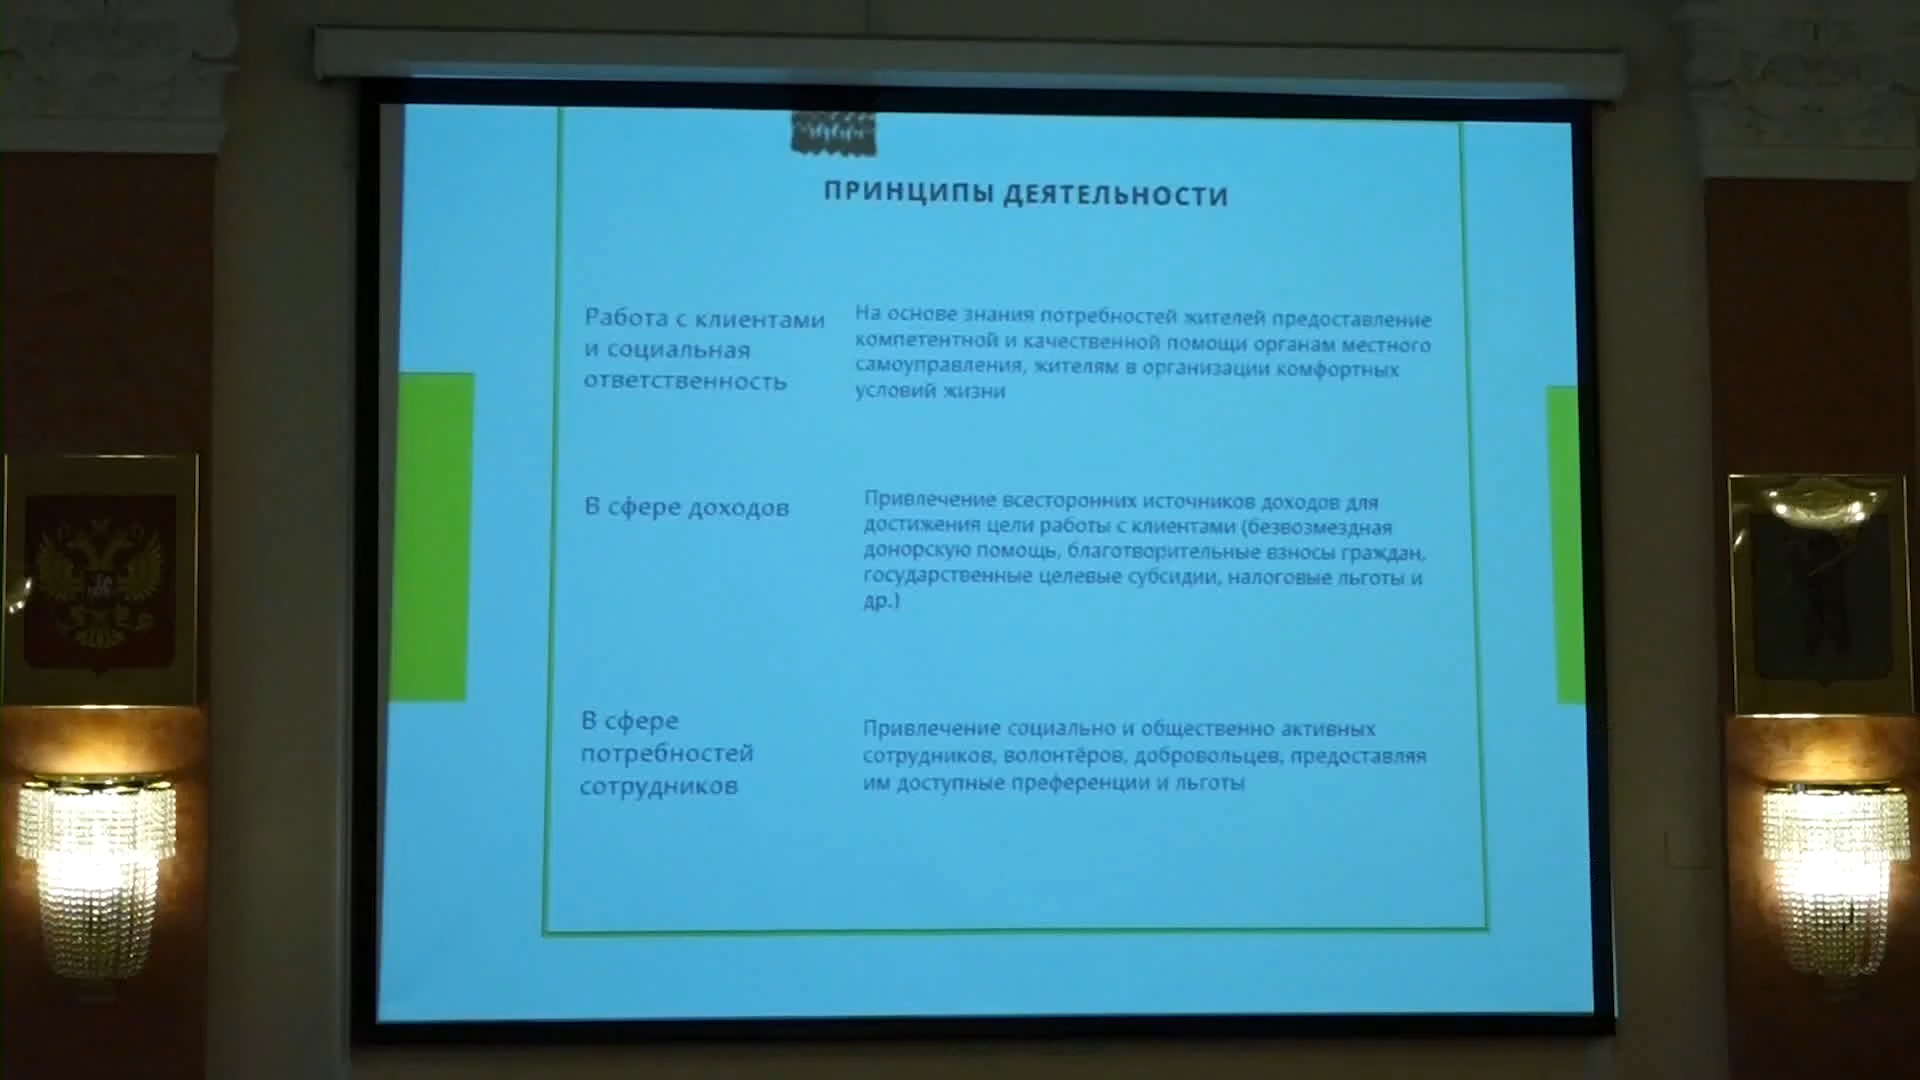 ПРИНЦИПЫ ДЕЯТЕЛЬНОСТИ
Работа с клиентами
и социальная
ответственность
На основе знания потребностей жителей предоставление
компетентной и качественной помощи органам местного
самоуправления, жителям в организации комфортных
условий жизни
В сфере доходов
Привлечение всесторонних источников доходов для
достижения цели работы с клиентами (безвозмездная
донорскую помощь, благотворительные взносы граждан,
государственные целевые субсидии, налоговые льготы и
др.)
В сфере
потребностей
сотрудников
Привлечение социально и общественно активных
сотрудников, волонтёров, добровольцев, предоставляя
им доступные преференции и льготы